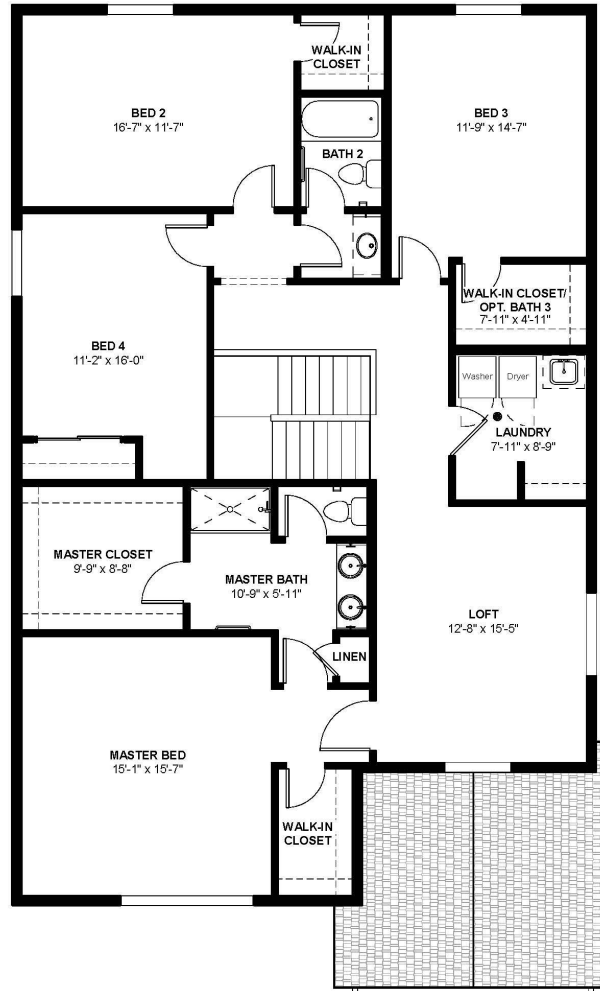 WALK-IN
CLOSET
BED 2
16'-7" x 11'-7"
BED 3
11'-9" x 14'-7"
BATH 2
WALK-IN CLOSET/
OPT. BATH 3
7'-11" x 4'-11"
BED 4
11'-2" x 16'-0"
Washer
Dryer
LAUNDRY
7'-11" x 8'-9"
MASTER CLOSET
9'-9" x 8'-8"
MASTER BATH
10'-9" x 5'-11"
LOFT
12'-8" x 15'-5"
LINEN
MASTER BED
15'-1" x 15'-7"
WALK-IN
CLOSET